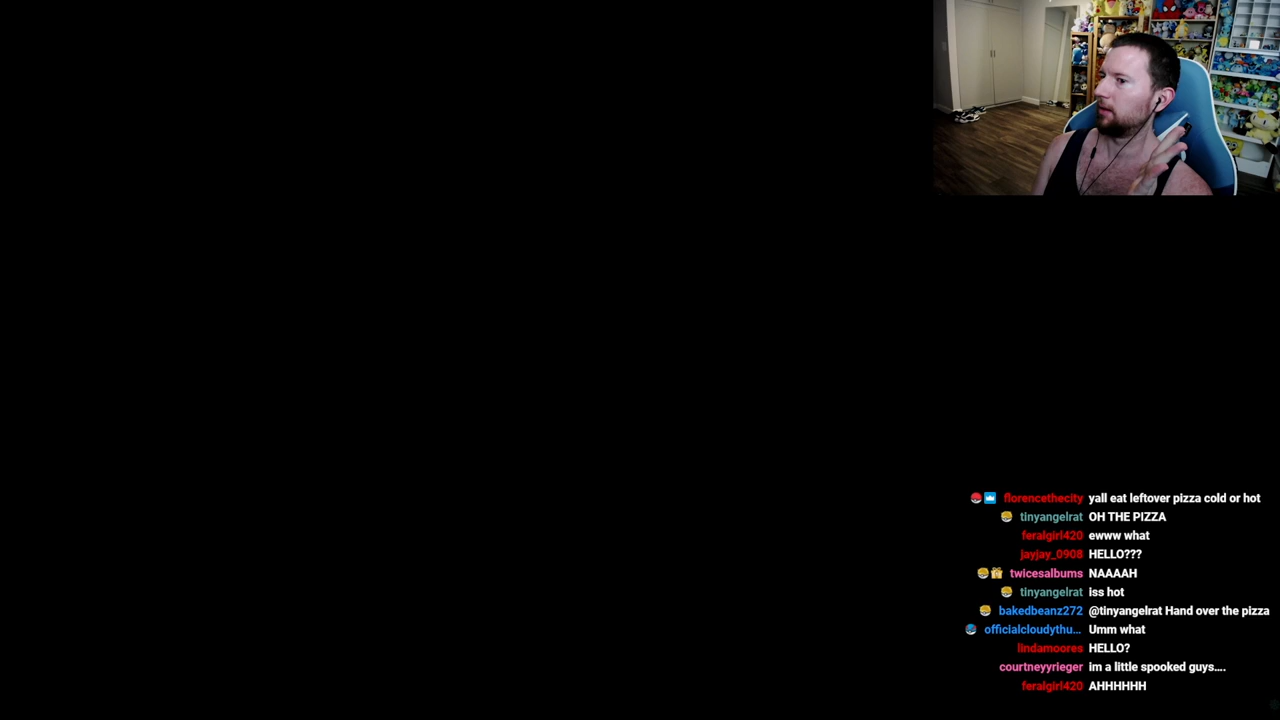 florencethecity yall eat leftover pizza cold or hot
tinyangelrat OH THE PIZZA
feralgirl420 ewww what
jayjay_0908 HELLO???
twicesalbums NAAAAH
tinyangelrat iss hot
bakedbeanz272 @tinyangelrat Hand over the pizza
officialcloudythu... Umm what
lindamoores HELLO?
courtneyyrieger im a little spooked guys....
feralgirl420 AHHHHHH